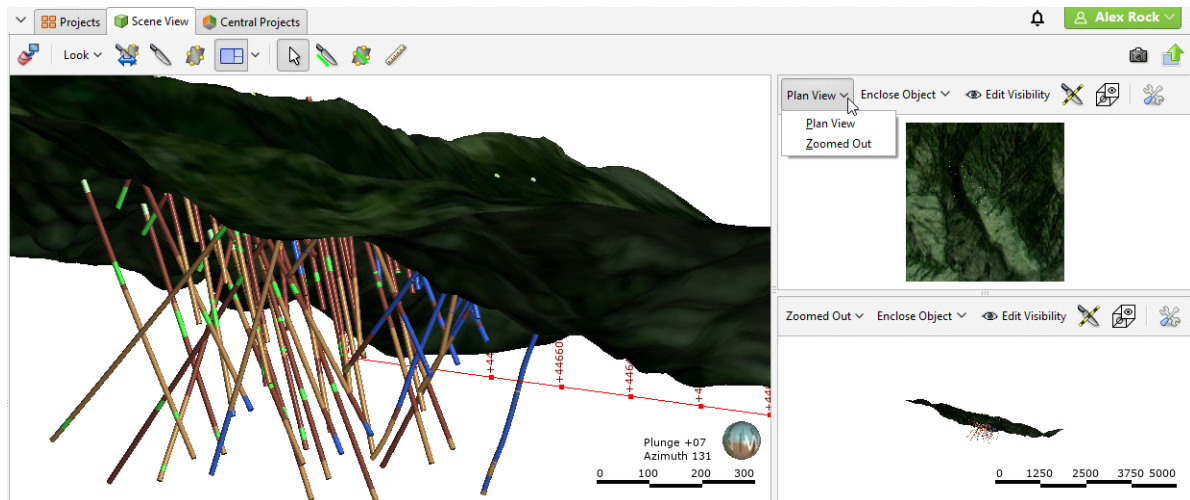 Projects Scene View Central Projects Alex Rock
Look
Plan View Enclose Object Edit Visibility
Plan View
Zoomed Out
Zoomed Out Enclose Object Edit Visibility
+44660
Plunge +07
Azimuth 131
0 100 200 300
0 1250 2500 3750 5000